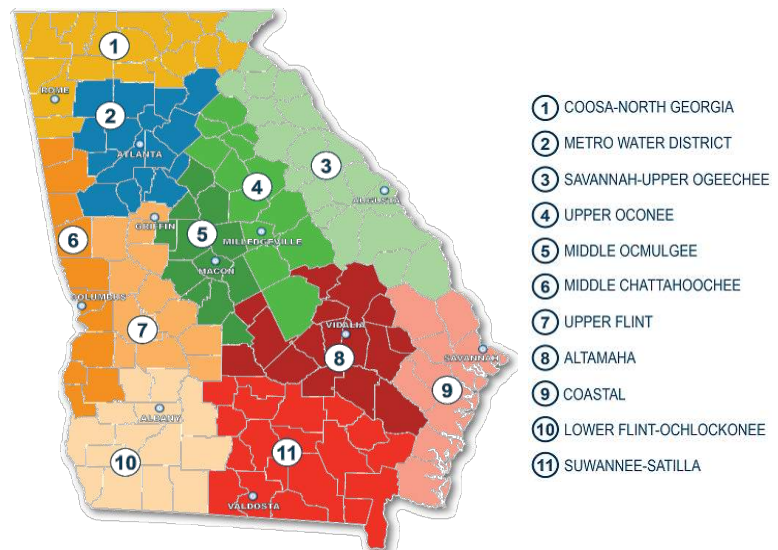 1
ROME
2
ATLANTA
3
AUGUSTA
4
GRIFFIN
5
MILLEDGEVILLE
6
MACON
COLUMBUS
7
VIDALIA
8
SAVANNAH
9
ALBANY
10
11
VALDOSTA
1 COOSA-NORTH GEORGIA
2 METRO WATER DISTRICT
3 SAVANNAH-UPPER OGEECHEE
4 UPPER OCONEE
5 MIDDLE OCMULGEE
6 MIDDLE CHATTAHOOCHEE
7 UPPER FLINT
8 ALTAMAHA
9 COASTAL
10 LOWER FLINT-OCHLOCKONEE
11 SUWANNEE-SATILLA